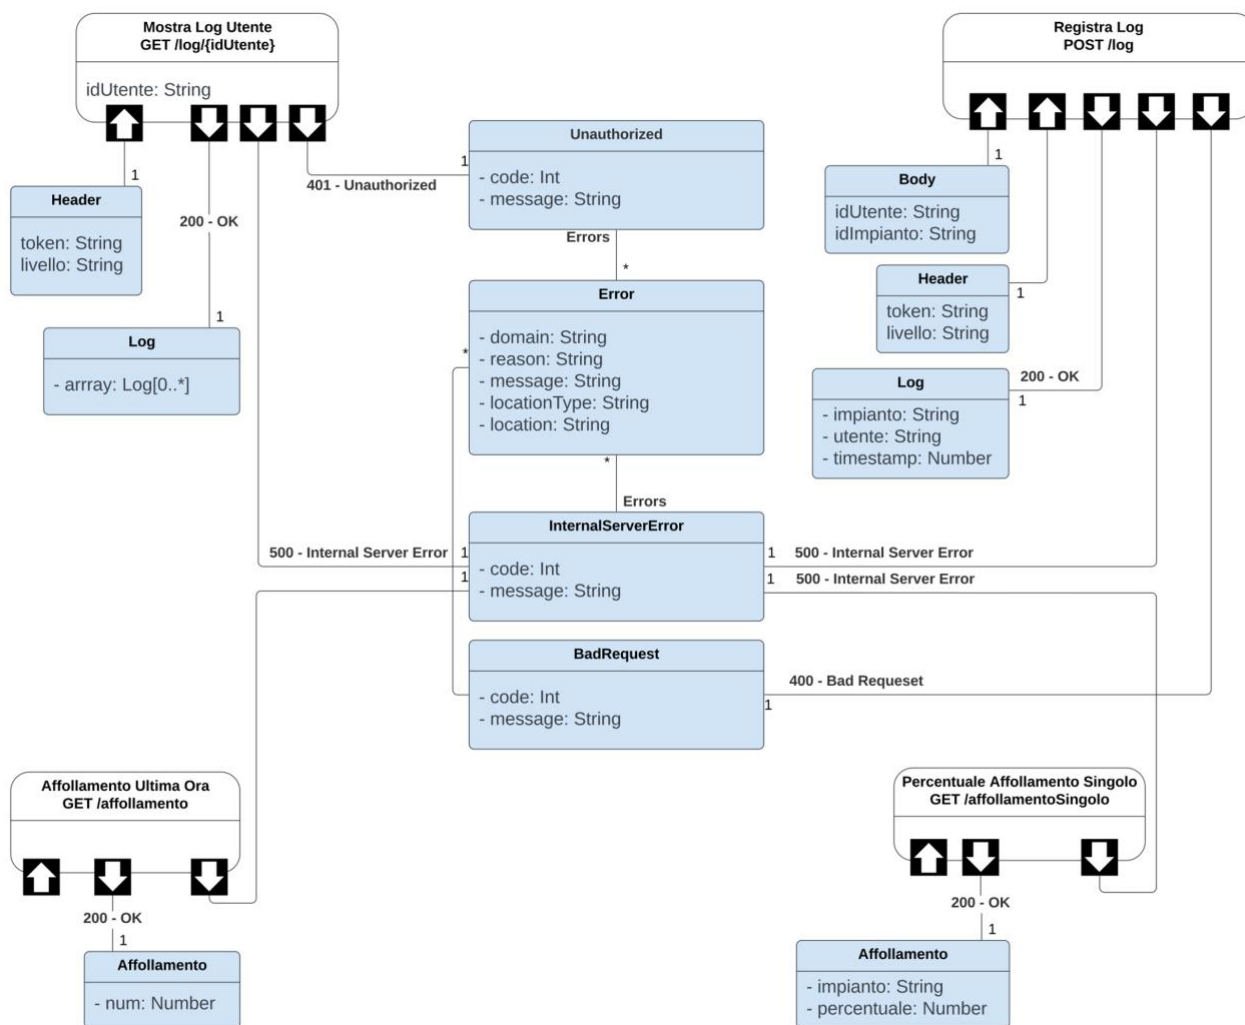 Mostra Log Utente
GET /log/{idUtente}
idUtente: String
Registra Log
POST /log
Unauthorized
- code: Int
- message: String
1
401 - Unauthorized
1
Header
token: String
livello: String
200 - OK
1
Log
- arrray: Log[0..*]
Errors
*
Error
- domain: String
- reason: String
- message: String
- locationType: String
- location: String
*
*
Errors
1
Body
idUtente: String
idImpianto: String
Header
token: String
livello: String
1
200 - OK
1
Log
- impianto: String
- utente: String
- timestamp: Number
InternalServerError
- code: Int
- message: String
500 - Internal Server Error
1
1
1
500 - Internal Server Error
1
500 - Internal Server Error
BadRequest
- code: Int
- message: String
400 - Bad Requeset
1
Affollamento Ultima Ora
GET /affollamento
200 - OK
1
Affollamento
- num: Number
Percentuale Affollamento Singolo
GET /affollamentoSingolo
200 - OK
1
Affollamento
- impianto: String
- percentuale: Number